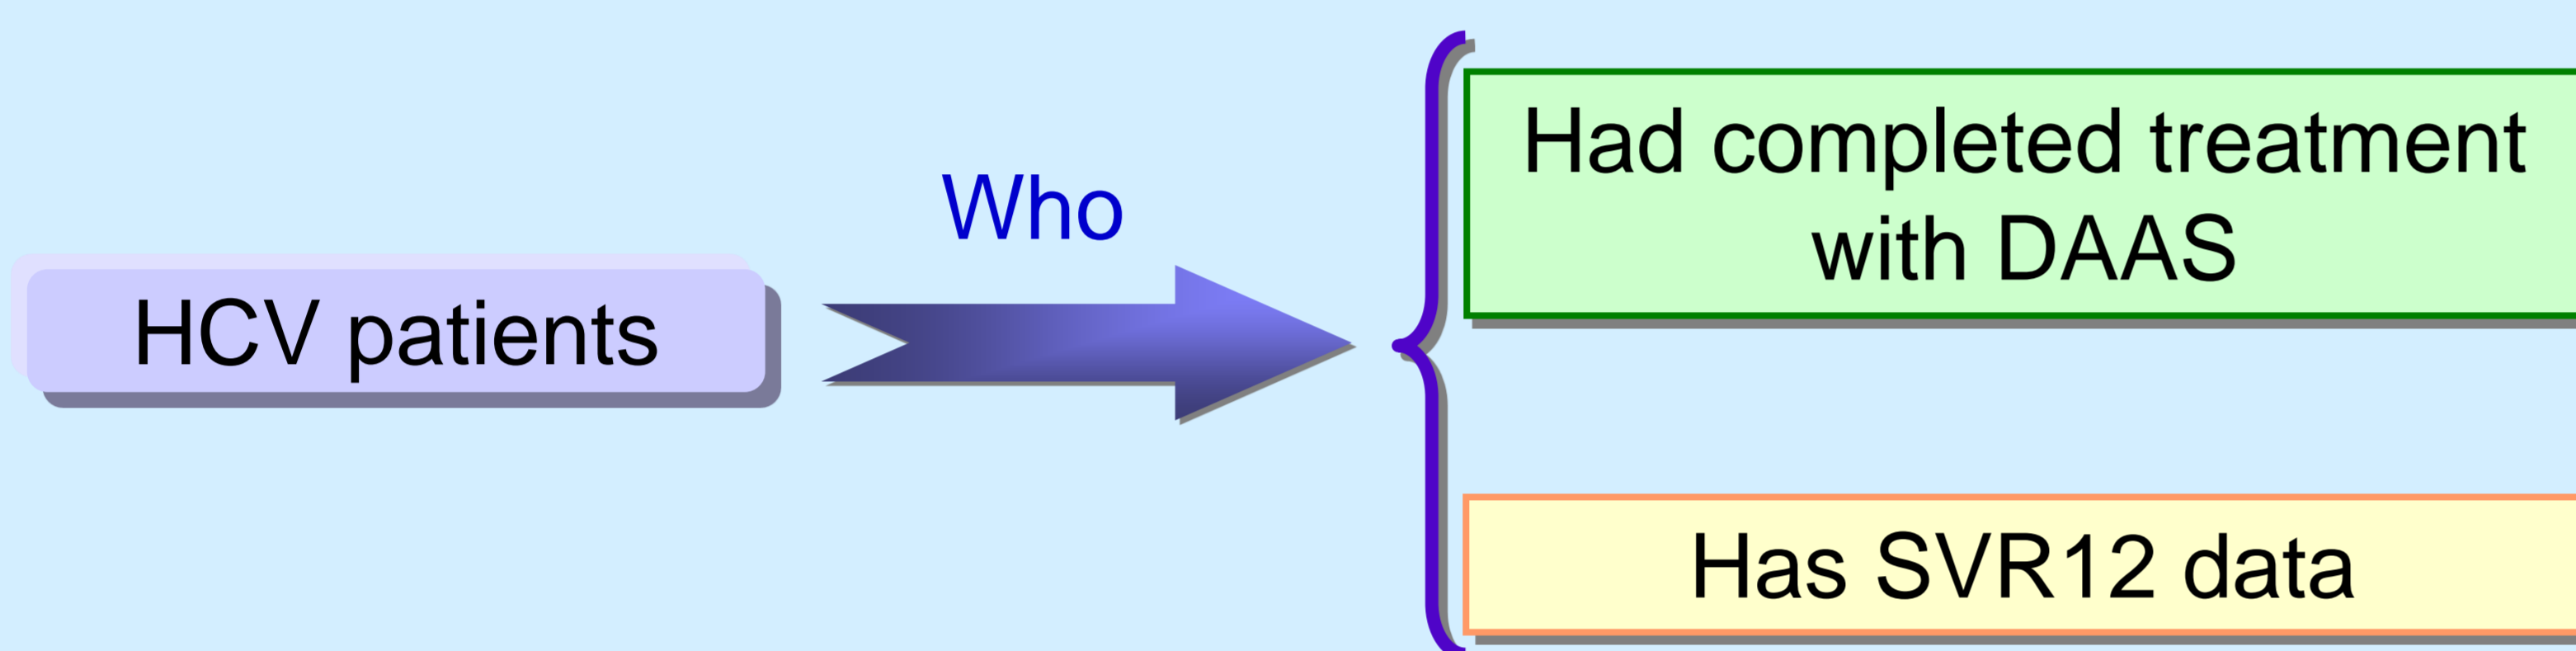 HCV patients
Who
Had completed treatment
with DAAS
Has SVR12 data